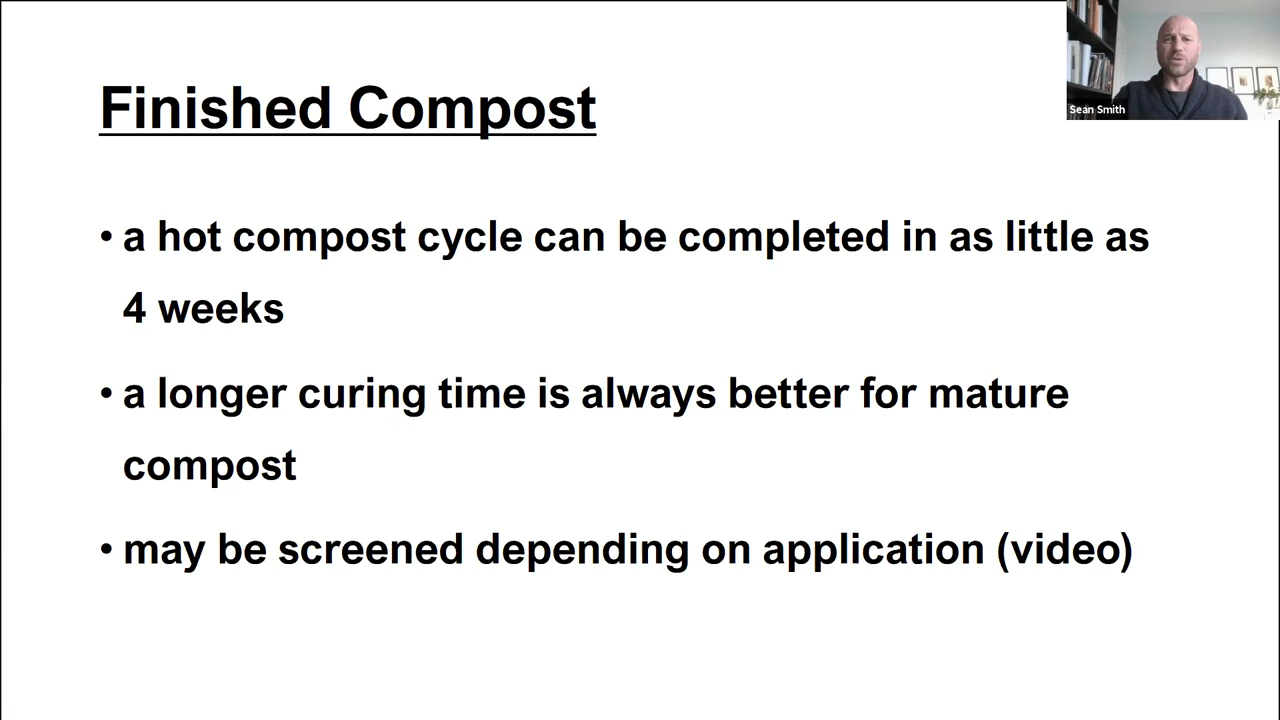 Finished Compost
Sean Smith
• a hot compost cycle can be completed in as little as
4 weeks
• a longer curing time is always better for mature
compost
• may be screened depending on application (video)